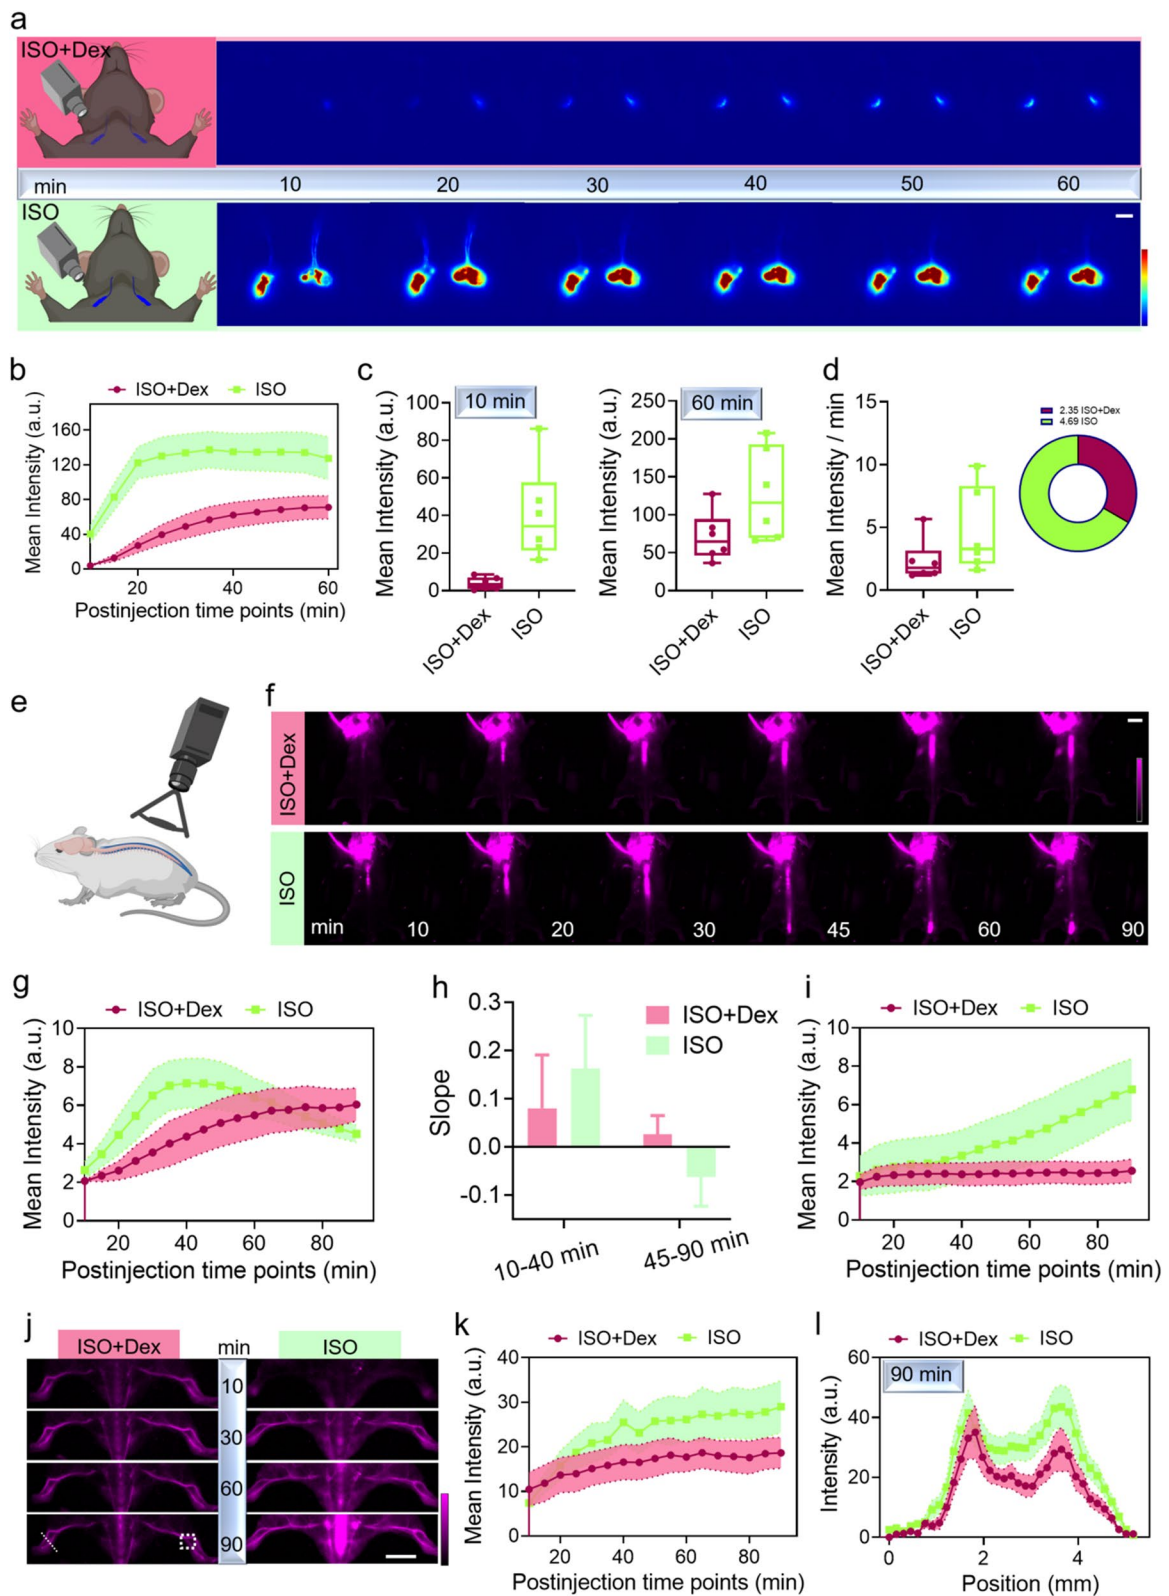 a
ISO+Dex
min 10 20 30 40 50 60
ISO
b
ISO+Dex ISO
Mean Intensity (a.u.)
160
120
80
40
0
20 40 60
Postinjection time points (min)
c
Mean Intensity (a.u.)
10 min
100
80
60
40
20
0
ISO+Dex ISO
Mean Intensity (a.u.)
60 min
250
200
150
100
50
0
ISO+Dex ISO
d
Mean Intensity / min
15
10
5
0
ISO+Dex ISO
2.35 ISO+Dex
4.69 ISO
e
f
ISO+Dex
ISO
min 10 20 30 45 60 90
g
ISO+Dex ISO
Mean Intensity (a.u.)
10
8
6
4
2
0
20 40 60 80
Postinjection time points (min)
h
Slope
0.3
0.2
0.1
0.0
-0.1
ISO+Dex
ISO
10-40 min 45-90 min
i
ISO+Dex ISO
Mean Intensity (a.u.)
10
8
6
4
2
0
20 40 60 80
Postinjection time points (min)
j
ISO+Dex min ISO
10
30
60
90
k
ISO+Dex ISO
Mean Intensity (a.u.)
40
30
20
10
0
20 40 60 80
Postinjection time points (min)
l
ISO+Dex ISO
90 min
Intensity (a.u.)
60
40
20
0
0 2 4
Position (mm)